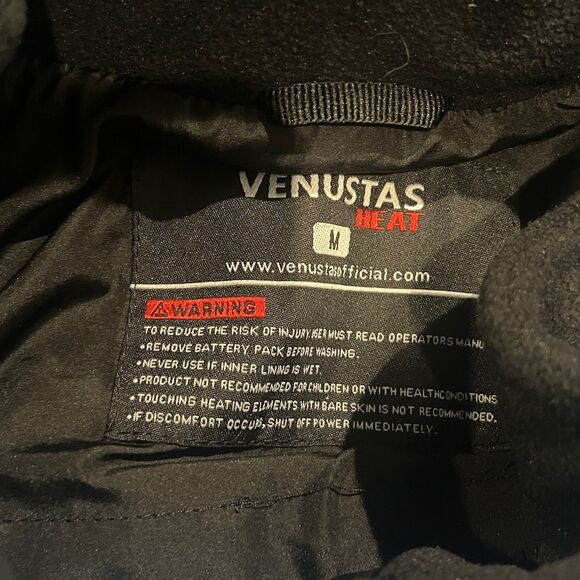 VENUSTAS
HEAT
M
www.venustasofficial.com
WARNING
TO REDUCE THE RISK OF INJURY, USER MUST READ OPERATORS MANU
•REMOVE BATTERY PACK BEFORE WASHING.
•NEVER USE IF INNER LINING IS WET.
•PRODUCT NOT RECOMMENDED FOR CHILDREN OR WITH HEALTHCONDITIONS
•TOUCHING HEATING ELEMENTS WITH BARE SKIN IS NOT RECOMMENDED.
•IF DISCOMFORT OCCURS, SHUT OFF POWER IMMEDIATELY.